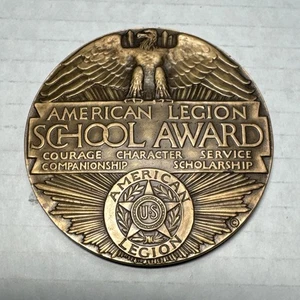 AMERICAN LEGION
SCHOOL AWARD
COURAGE CHARACTER SERVICE
COMPANIONSHIP SCHOLARSHIP
AMERICAN
US
LEGION
©